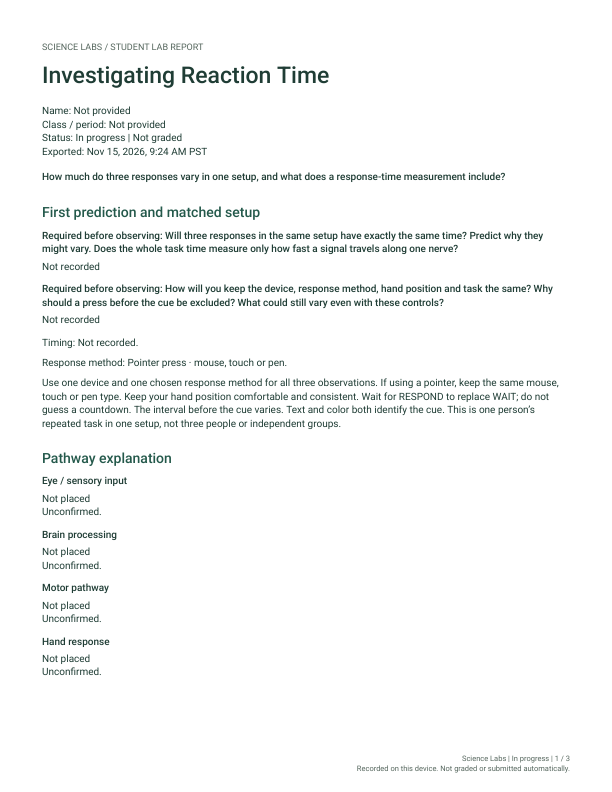 SCIENCE LABS / STUDENT LAB REPORT
Investigating Reaction Time
Name: Not provided
Class / period: Not provided
Status: In progress | Not graded
Exported: Nov 15, 2026, 9:24 AM PST
How much do three responses vary in one setup, and what does a response-time measurement include?
First prediction and matched setup
Required before observing: Will three responses in the same setup have exactly the same time? Predict why they
might vary. Does the whole task time measure only how fast a signal travels along one nerve?
Not recorded
Required before observing: How will you keep the device, response method, hand position and task the same? Why
should a press before the cue be excluded? What could still vary even with these controls?
Not recorded
Timing: Not recorded.
Response method: Pointer press · mouse, touch or pen.
Use one device and one chosen response method for all three observations. If using a pointer, keep the same mouse,
touch or pen type. Keep your hand position comfortable and consistent. Wait for RESPOND to replace WAIT; do not
guess a countdown. The interval before the cue varies. Text and color both identify the cue. This is one person’s
repeated task in one setup, not three people or independent groups.
Pathway explanation
Eye / sensory input
Not placed
Unconfirmed.
Brain processing
Not placed
Unconfirmed.
Motor pathway
Not placed
Unconfirmed.
Hand response
Not placed
Unconfirmed.
Science Labs | In progress | 1 / 3
Recorded on this device. Not graded or submitted automatically.